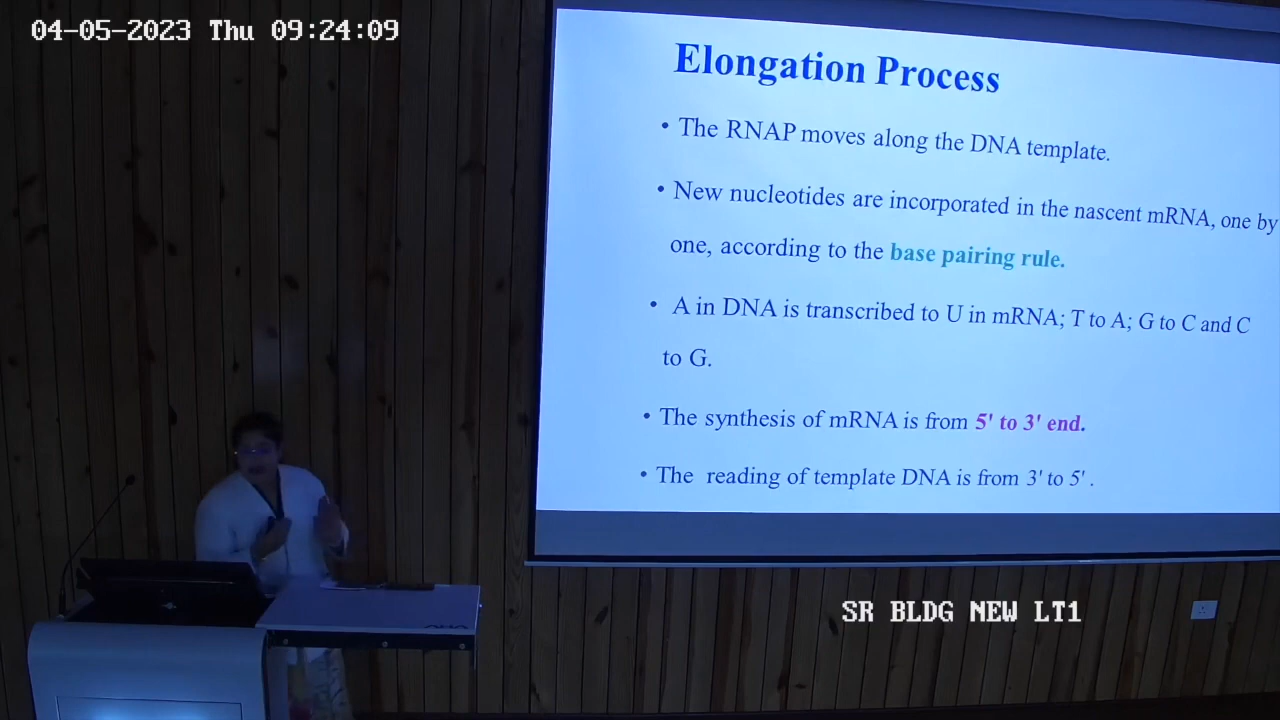 04-05-2023 Thu 09:24:09
Elongation Process
• The RNAP moves along the DNA template.
• New nucleotides are incorporated in the nascent mRNA, one by
one, according to the base pairing rule.
• A in DNA is transcribed to U in mRNA; T to A; G to C and C
to G.
• The synthesis of mRNA is from 5' to 3' end.
• The reading of template DNA is from 3' to 5'.
SR BLDG NEW LT1